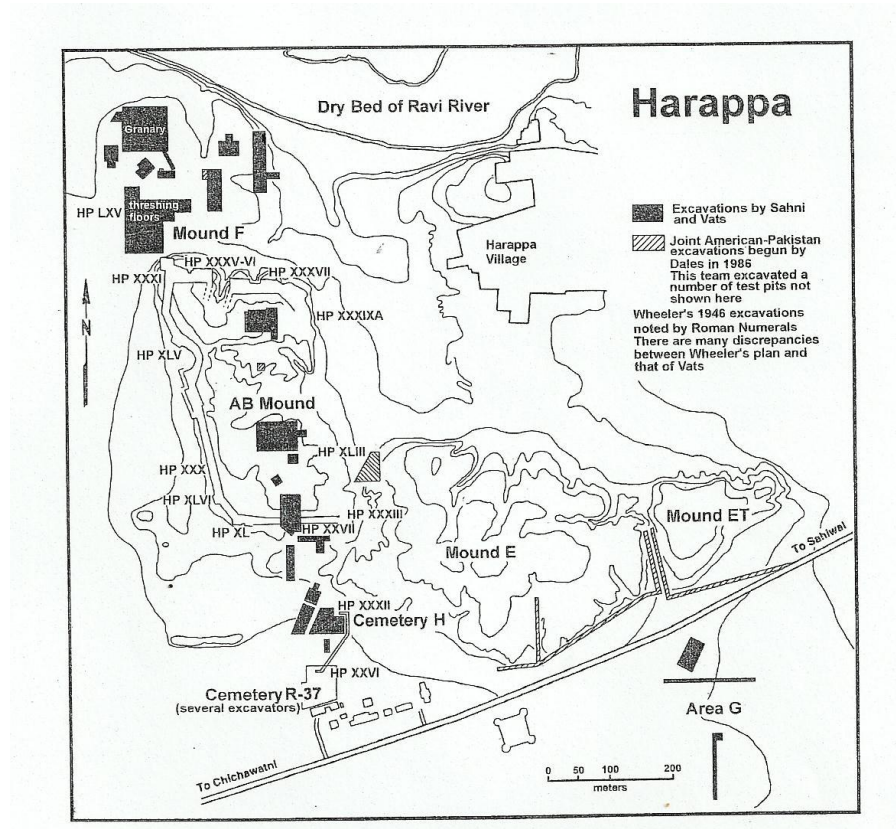 Harappa
Dry Bed of Ravi River
Granary
HP LXV
threshing
floors
Mound F
Excavations by Sahni
and Vats
Joint American-Pakistan
excavations begun by
Dales in 1986
This team excavated a
number of test pits not
shown here
Wheeler's 1946 excavations
noted by Roman Numerals
There are many discrepancies
between Wheeler's plan and
that of Vats
Harappa
Village
HP XXXV-VI
HP XXXVII
HP XXXI
N
HP XXXIXA
HP XLV
AB Mound
HP XLIII
HP XXX
HP XLVI
HP XXXIII
HP XL
HP XXVII
Mound E
Mound ET
To Sahiwal
HP XXXII
Cemetery H
HP XXVI
Cemetery R-37
(several excavators)
Area G
To Chichawatni
0 50 100 200
meters